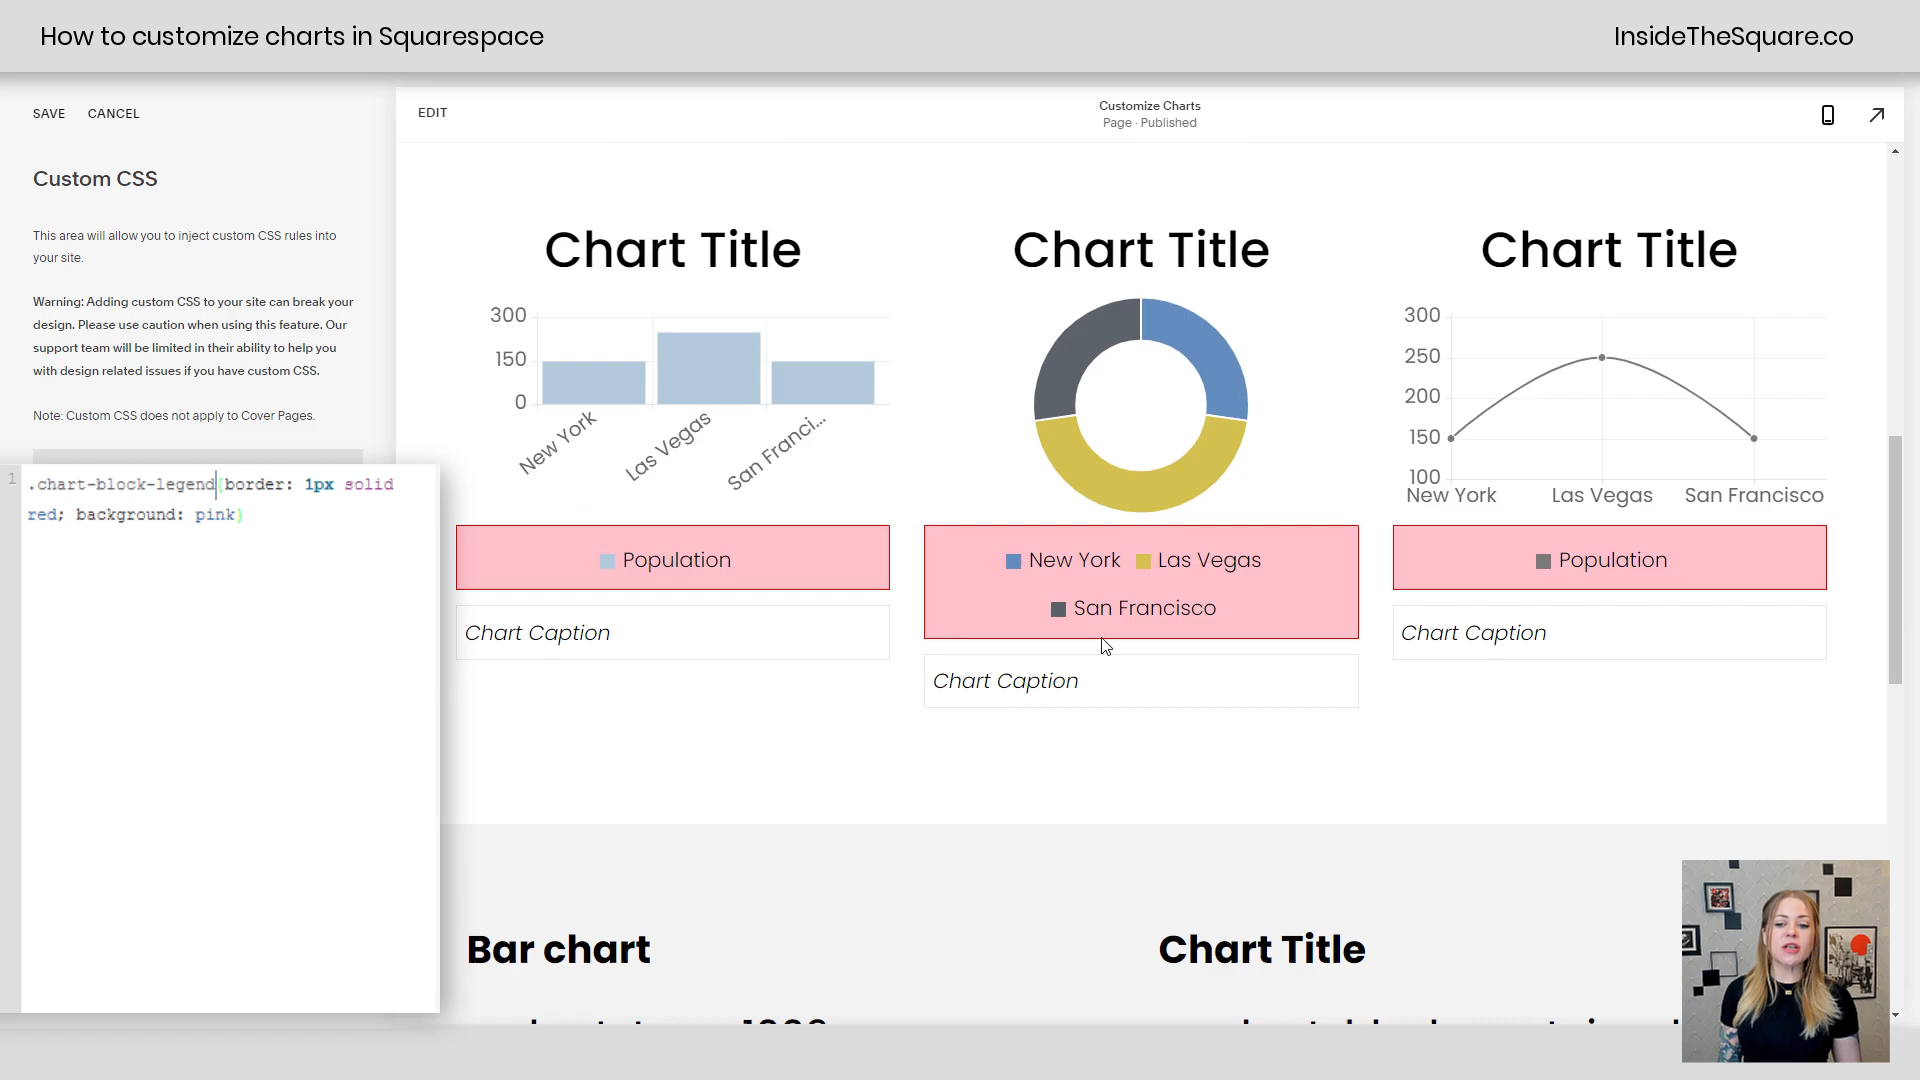 How to customize charts in Squarespace
InsideTheSquare.co
SAVE CANCEL
EDIT
Customize Charts
Page · Published
Custom CSS
This area will allow you to inject custom CSS rules into
your site.
Warning: Adding custom CSS to your site can break your
design. Please use caution when using this feature. Our
support team will be limited in their ability to help you
with design related issues if you have custom CSS.
Note: Custom CSS does not apply to Cover Pages.
1
.chart-block-legend{border: 1px solid
red; background: pink}
Chart Title
300
150
0
New York
Las Vegas
San Franci...
Population
Chart Caption
Chart Title
New York Las Vegas
San Francisco
Chart Caption
Chart Title
300
250
200
150
100
New York Las Vegas San Francisco
Population
Chart Caption
Bar chart
Chart Title